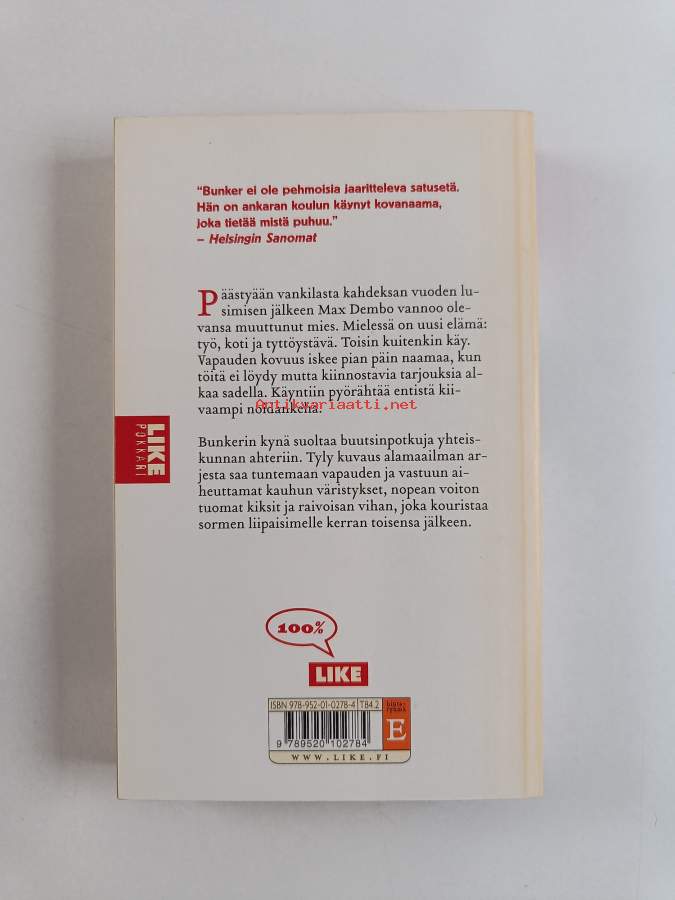 "Bunker ei ole pehmoisia jaaritteleva satusetä.
Hän on ankaran koulun käynyt kovanaama,
joka tietää mistä puhuu."
– Helsingin Sanomat
Päästyään vankilasta kahdeksan vuoden lu-
simisen jälkeen Max Dembo vannoo ole-
vansa muuttunut mies. Mielessä on uusi elämä:
työ, koti ja tyttöystävä. Toisin kuitenkin käy.
Vapauden kovuus iskee pian päin naamaa, kun
töitä ei löydy mutta kiinnostavia tarjouksia al-
kaa sadella. Käyntiin pyörähtää entistä kii-
vaampi noidankehä.
Antikvariaatti.net
LIKE
POKKARI
Bunkerin kynä suoltaa buutsinpotkuja yhteis-
kunnan ahteriin. Tyly kuvaus alamaailman ar-
jesta saa tuntemaan vapauden ja vastuun ai-
heuttamat kauhun väristykset, nopean voiton
tuomat kiksit ja raivoisan vihan, joka kouristaa
sormen liipaisimelle kerran toisensa jälkeen.
100%
LIKE
ISBN 978-952-01-0278-4 T84.2
hinta-
ryhmä
E
9 789520 102784
WWW.LIKE.FI